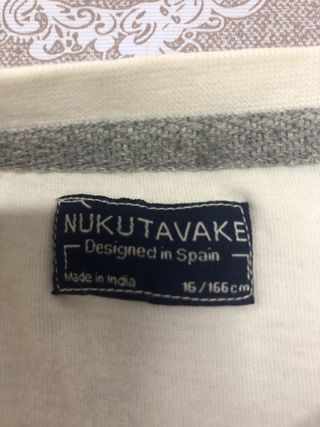 NUKUTAVAKE
Designed in Spain
Made in India
16/166cm